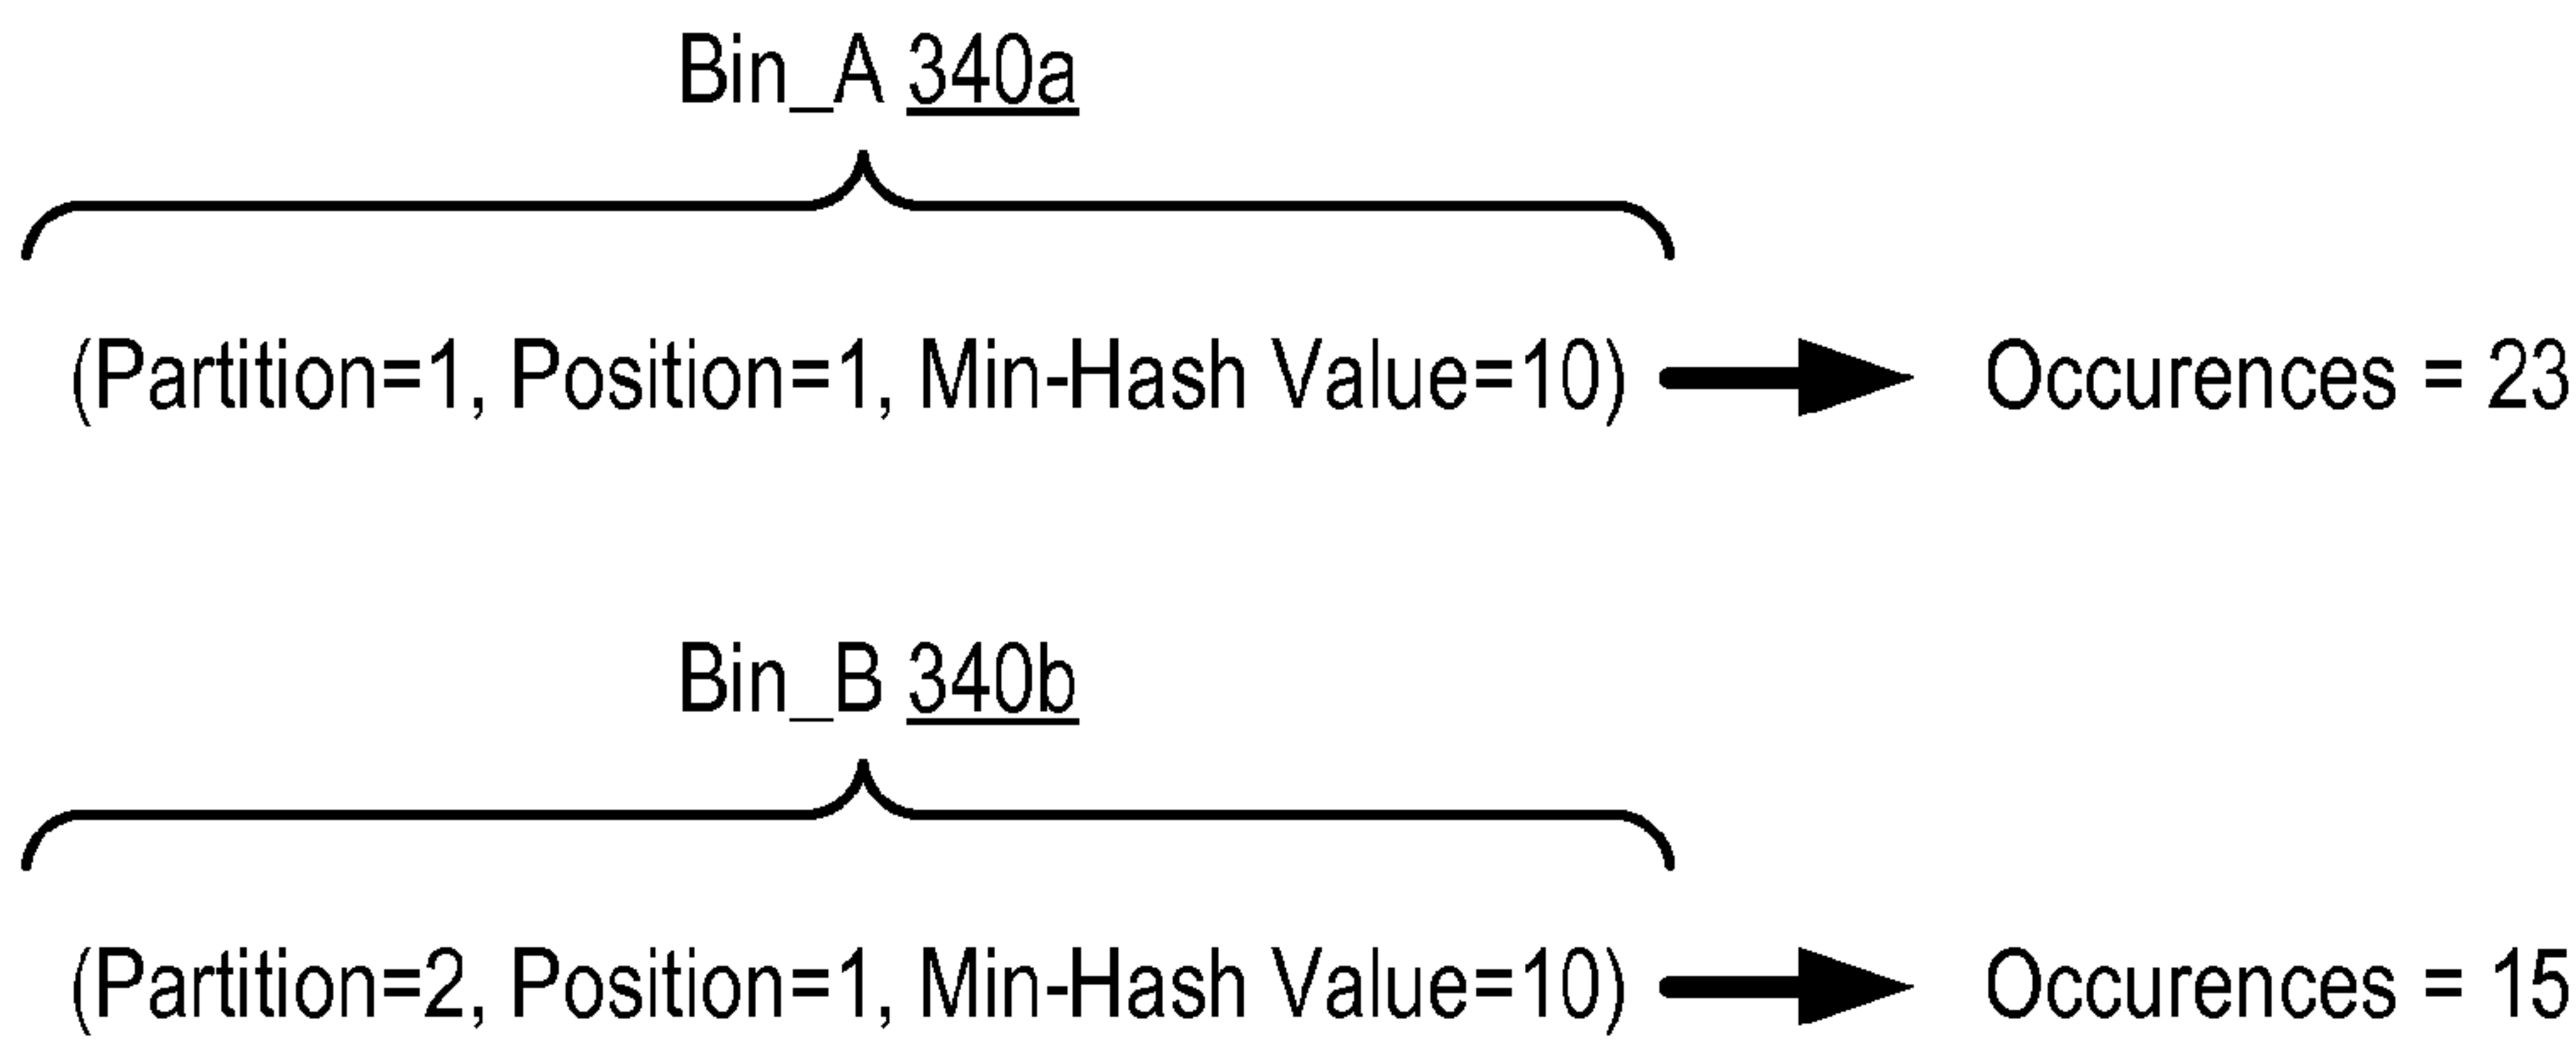 Bin_A 340a
(Partition=1, Position=1, Min-Hash Value=10) Occurences = 23
Bin_B 340b
(Partition=2, Position=1, Min-Hash Value=10) Occurences = 15